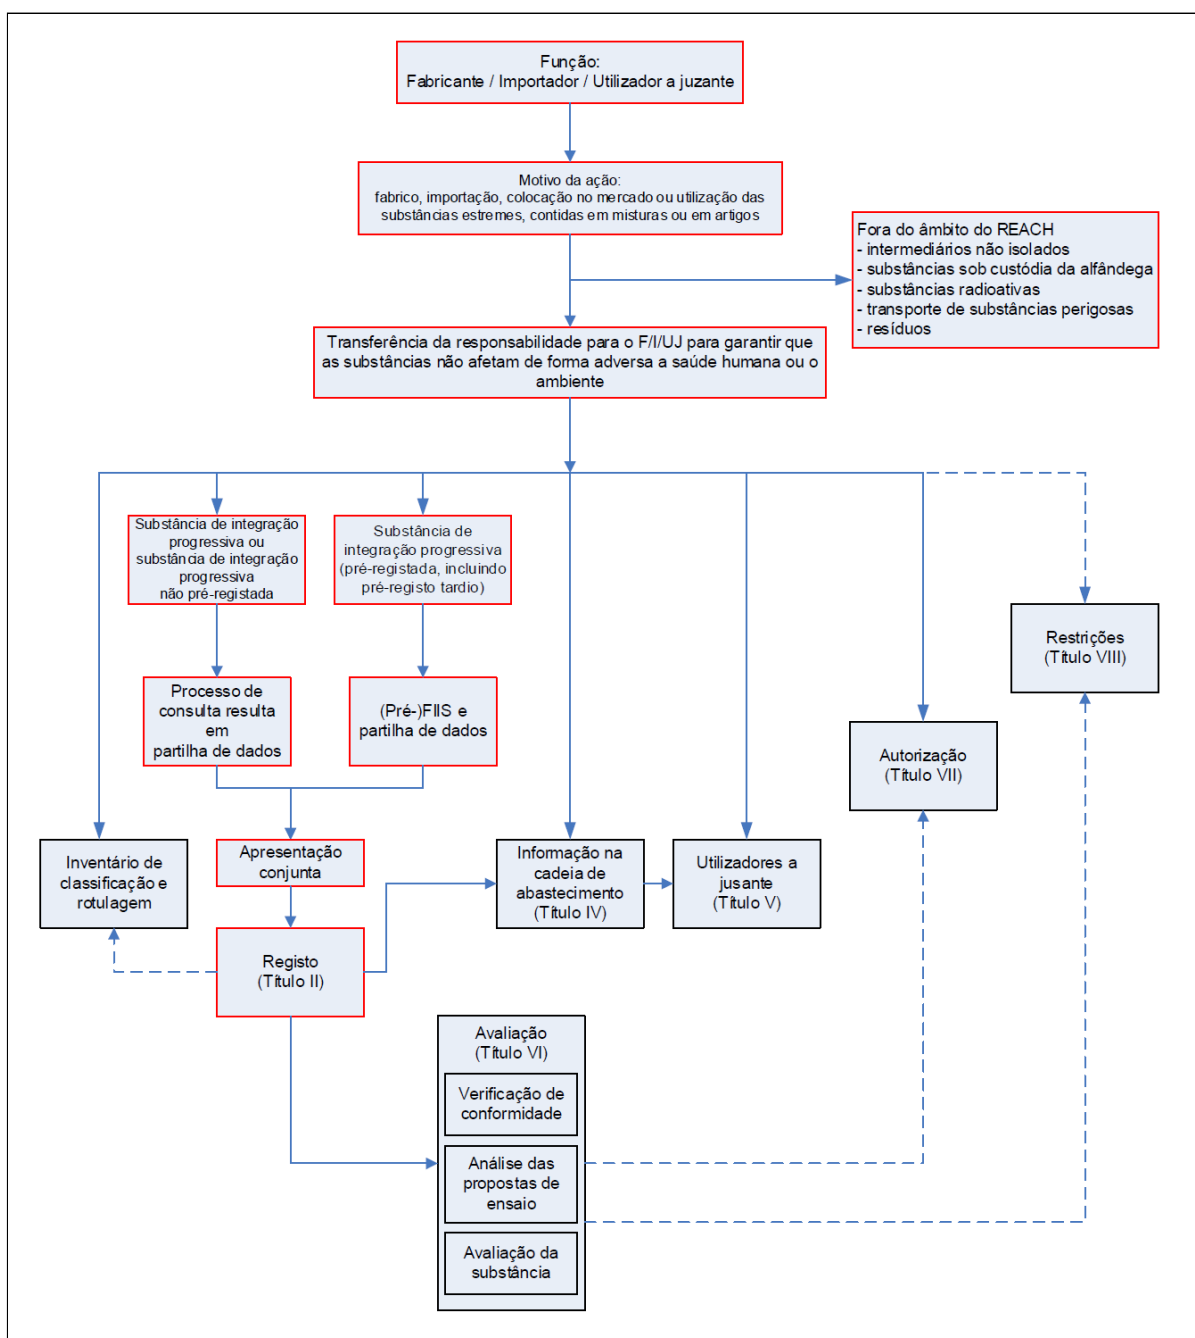 Função:
Fabricante / Importador / Utilizador a juzante
Motivo da ação:
fabrico, importação, colocação no mercado ou utilização das
substâncias estremes, contidas em misturas ou em artigos
Fora do âmbito do REACH
- intermediários não isolados
- substâncias sob custódia da alfândega
- substâncias radioativas
- transporte de substâncias perigosas
- resíduos
Transferência da responsabilidade para o F/I/UJ para garantir que
as substâncias não afetam de forma adversa a saúde humana ou o
ambiente
Substância de integração
progressiva ou
substância de integração
progressiva
não pré-registada
Substância de
integração progressiva
(pré-registada, incluindo
pré-registo tardio)
Restrições
(Título VIII)
Processo de
consulta resulta
em
partilha de dados
(Pré-)FIIS e
partilha de dados
Autorização
(Título VII)
Inventário de
classificação e
rotulagem
Apresentação
conjunta
Informação na
cadeia de
abastecimento
(Título IV)
Utilizadores a
jusante
(Título V)
Registo
(Título II)
Avaliação
(Título VI)
Verificação de
conformidade
Análise das
propostas de
ensaio
Avaliação da
substância